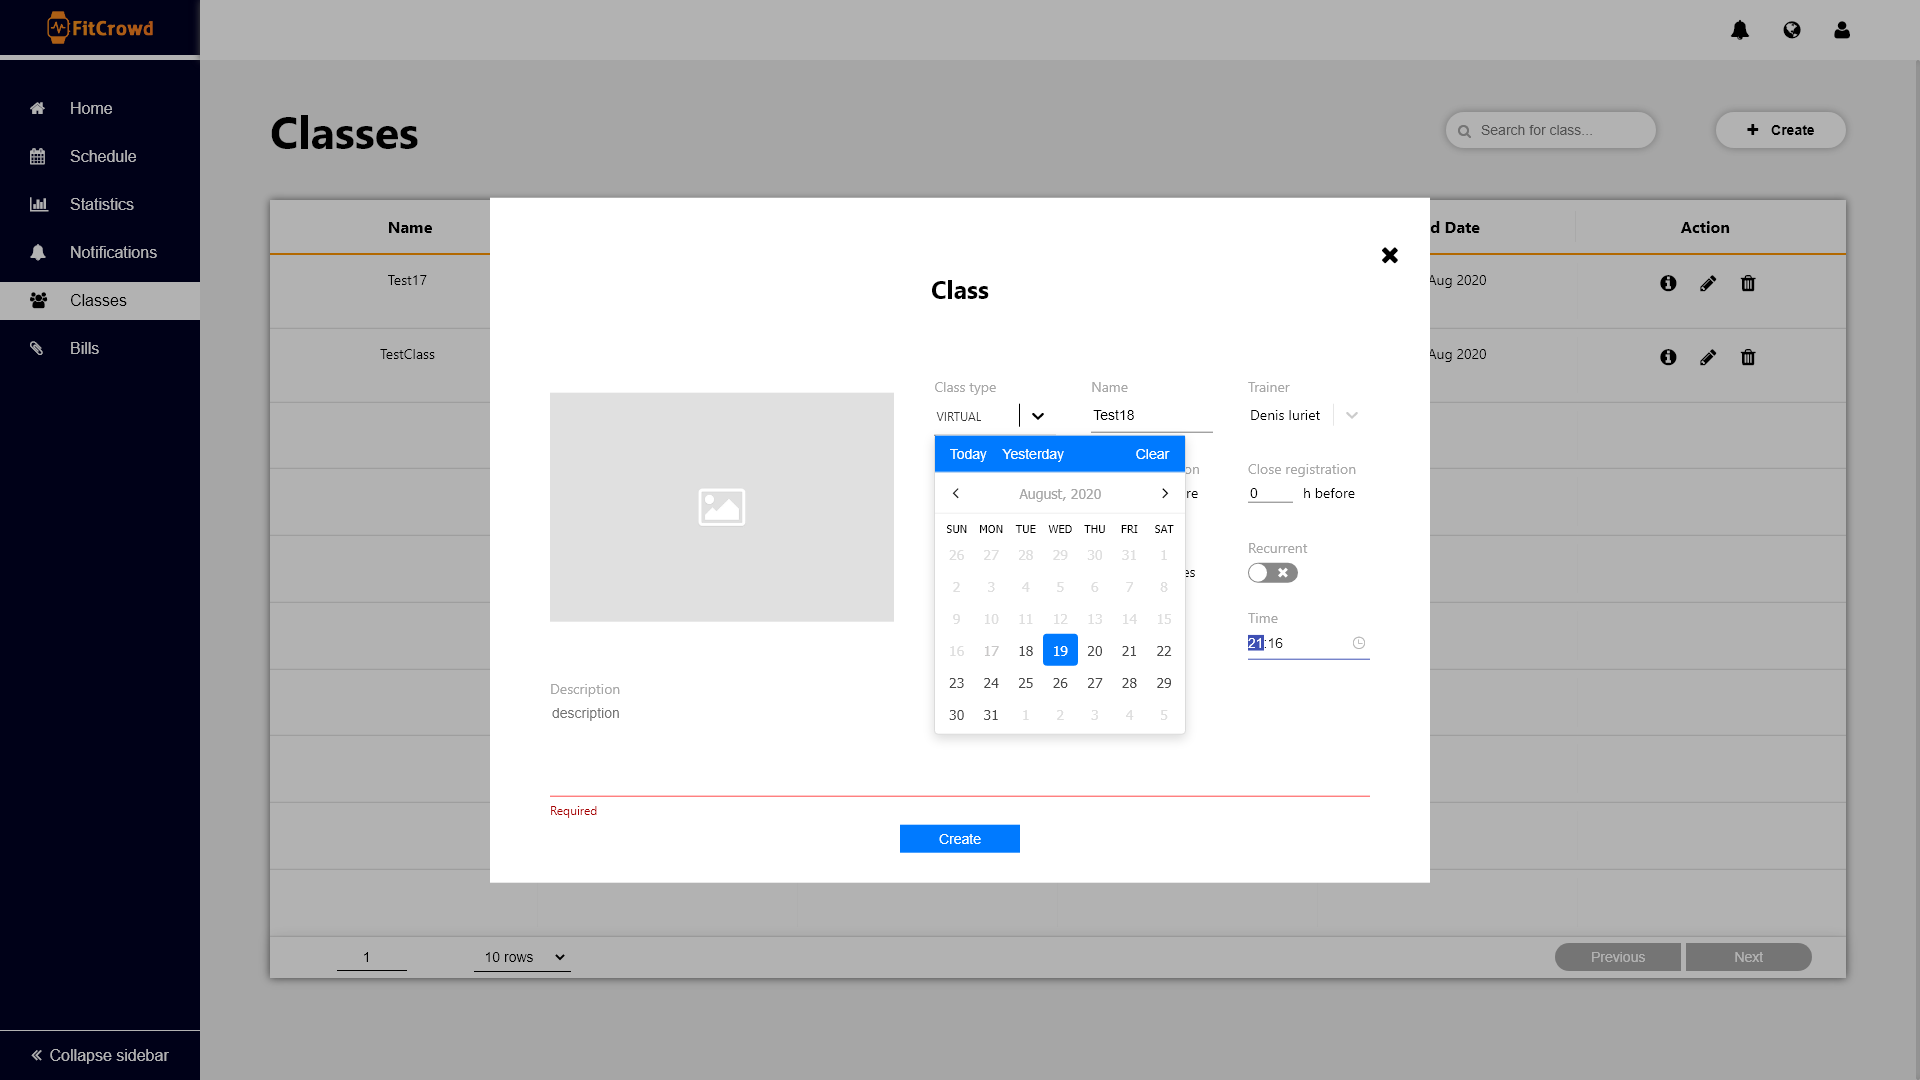 FitCrowd
Home
Schedule
Statistics
Notifications
Classes
Bills
Collapse sidebar
Classes
Search for class...
Create
Name
d Date
Action
Test17
Aug 2020
TestClass
Aug 2020
Class
Class type
Name
Trainer
VIRTUAL
Test18
Denis Iuriet
Today Yesterday Clear
on
Close registration
August, 2020
re
0 h before
SUN MON TUE WED THU FRI SAT
26 27 28 29 30 31 1
2 3 4 5 6 7 8
9 10 11 12 13 14 15
16 17 18 19 20 21 22
23 24 25 26 27 28 29
30 31 1 2 3 4 5
Recurrent
es
Time
21:16
Description
description
Required
Create
1
10 rows
Previous
Next